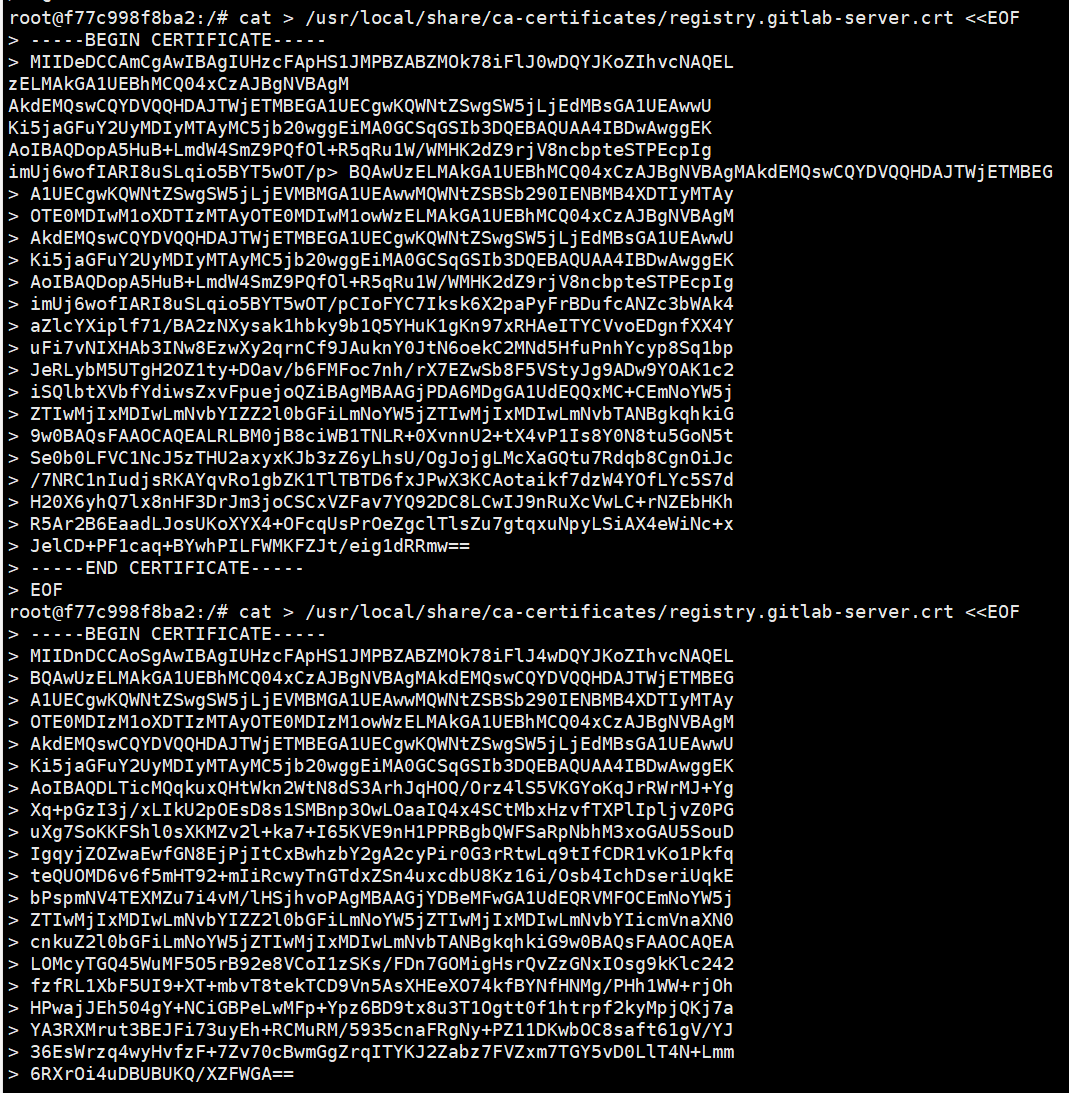 root@f77c998f8ba2:/# cat > /usr/local/share/ca-certificates/registry.gitlab-server.crt <<EOF
> -----BEGIN CERTIFICATE-----
> MIIDeDCCAmCgAwIBAgIUHzcFApHS1JMPBZABZMOk78iFlJ0wDQYJKoZIhvcNAQEL
zELMAkGA1UEBhMCQ04xCzAJBgNVBAgM
AkdEMQswCQYDVQQHDAJTWjETMBEGA1UECgwKQWNtZSwgSW5jLjEdMBsGA1UEAwwU
Ki5jaGFuY2UyMDIyMTAyMC5jb20wggEiMA0GCSqGSIb3DQEBAQUAA4IBDwAwggEK
AoIBAQDopA5HuB+LmdW4SmZ9PQfOl+R5qRu1W/WMHK2dZ9rjV8ncbpteSTPEcpIg
imUj6wofIARI8uSLqio5BYT5wOT/p> BQAwUzELMAkGA1UEBhMCQ04xCzAJBgNVBAgMAkdEMQswCQYDVQQHDAJTWjETMBEG
> A1UECgwKQWNtZSwgSW5jLjEVMBMGA1UEAwwMQWNtZSBSb290IENBMB4XDTIyMTAy
> OTE0MDIwM1oXDTIzMTAyOTE0MDIwM1owWzELMAkGA1UEBhMCQ04xCzAJBgNVBAgM
> AkdEMQswCQYDVQQHDAJTWjETMBEGA1UECgwKQWNtZSwgSW5jLjEdMBsGA1UEAwwU
> Ki5jaGFuY2UyMDIyMTAyMC5jb20wggEiMA0GCSqGSIb3DQEBAQUAA4IBDwAwggEK
> AoIBAQDopA5HuB+LmdW4SmZ9PQfOl+R5qRu1W/WMHK2dZ9rjV8ncbpteSTPEcpIg
> imUj6wofIARI8uSLqio5BYT5wOT/pCIoFYC7Iksk6X2paPyFrBDufcANZc3bWAk4
> aZlcYXiplf71/BA2zNXysak1hbky9b1Q5YHuK1gKn97xRHAeITYCVvoEDgnfXX4Y
> uFi7vNIXHAb3INw8EzwXy2qrnCf9JAuknY0JtN6oekC2MNd5HfuPnhYcyp8Sq1bp
> JeRLybM5UTgH2OZ1ty+DOav/b6FMFoc7nh/rX7EZwSb8F5VStyJg9ADw9YOAK1c2
> iSQlbtXVbfYdiwsZxvFpuejoQZiBAgMBAAGjPDA6MDgGA1UdEQQxMC+CEmNoYW5j
> ZTIwMjIxMDIwLmNvbYIZZ2l0bGFiLmNoYW5jZTIwMjIxMDIwLmNvbTANBgkqhkiG
> 9w0BAQsFAAOCAQEALRLBM0jB8ciWB1TNLR+0XvnnU2+tX4vP1Is8Y0N8tu5GoN5t
> Se0b0LFVC1NcJ5zTHU2axyxKJb3zZ6yLhsU/OgJojgLMcXaGQtu7Rdqb8CgnOiJc
> /7NRC1nIudjsRKAYqvRo1gbZK1TlTBTD6fxJPwX3KCAotaikf7dzW4YOfLYc5S7d
> H20X6yhQ7lx8nHF3DrJm3joCSCxVZFav7YQ92DC8LCwIJ9nRuXcVwLC+rNZEbHKh
> R5Ar2B6EaadLJosUKoXYX4+OFcqUsPrOeZgclTlsZu7gtqxuNpyLSiAX4eWiNc+x
> JelCD+PF1caq+BYwhPILFWMKFZJt/eig1dRRmw==
> -----END CERTIFICATE-----
> EOF
root@f77c998f8ba2:/# cat > /usr/local/share/ca-certificates/registry.gitlab-server.crt <<EOF
> -----BEGIN CERTIFICATE-----
> MIIDnDCCAoSgAwIBAgIUHzcFApHS1JMPBZABZMOk78iFlJ4wDQYJKoZIhvcNAQEL
> BQAwUzELMAkGA1UEBhMCQ04xCzAJBgNVBAgMAkdEMQswCQYDVQQHDAJTWjETMBEG
> A1UECgwKQWNtZSwgSW5jLjEVMBMGA1UEAwwMQWNtZSBSb290IENBMB4XDTIyMTAy
> OTE0MDIzM1oXDTIzMTAyOTE0MDIzM1owWzELMAkGA1UEBhMCQ04xCzAJBgNVBAgM
> AkdEMQswCQYDVQQHDAJTWjETMBEGA1UECgwKQWNtZSwgSW5jLjEdMBsGA1UEAwwU
> Ki5jaGFuY2UyMDIyMTAyMC5jb20wggEiMA0GCSqGSIb3DQEBAQUAA4IBDwAwggEK
> AoIBAQDLTicMQqkuxQHtWkn2WtN8dS3ArhJqHOQ/Orz4lS5VKGYoKqJrRWrMJ+Yg
> Xq+pGzI3j/xLIkU2pOEsD8s1SMBnp3OwLOaaIQ4x4SCtMbxHzvfTXPlIpljvZ0PG
> uXg7SoKKFShl0sXKMZv2l+ka7+I65KVE9nH1PPRBgbQWFSaRpNbhM3xoGAU5SouD
> IgqyjZOZwaEwfGN8EjPjItCxBwhzbY2gA2cyPir0G3rRtwLq9tIfCDR1vKo1Pkfq
> teQUOMD6v6f5mHT92+mIiRcwyTnGTdxZSn4uxcdbU8Kz16i/Osb4IchDseriUqkE
> bPspmNV4TEXMZu7i4vM/lHSjhvoPAgMBAAGjYDBeMFwGA1UdEQRVMFOCEmNoYW5j
> ZTIwMjIxMDIwLmNvbYIZZ2l0bGFiLmNoYW5jZTIwMjIxMDIwLmNvbYIicmVnaXN0
> cnkuZ2l0bGFiLmNoYW5jZTIwMjIxMDIwLmNvbTANBgkqhkiG9w0BAQsFAAOCAQEA
> LOMcyTGQ45WuMF5O5rB92e8VCoI1zSKs/FDn7GOMigHsrQvZzGNxIOsg9kKlc242
> fzfRL1XbF5UI9+XT+mbvT8tekTCD9Vn5AsXHEeXO74kfBYNfHNMg/PHh1WW+rjOh
> HPwajJEh504gY+NCiGBPeLwMFp+Ypz6BD9tx8u3T1Ogtt0f1htrpf2kyMpjQKj7a
> YA3RXMrut3BEJFi73uyEh+RCMuRM/5935cnaFRgNy+PZ11DKwbOC8saft61gV/YJ
> 36EsWrzq4wyHvfzF+7Zv70cBwmGgZrqITYKJ2Zabz7FVZxm7TGY5vD0LlT4N+Lmm
> 6RXrOi4uDBUBUKQ/XZFWGA==